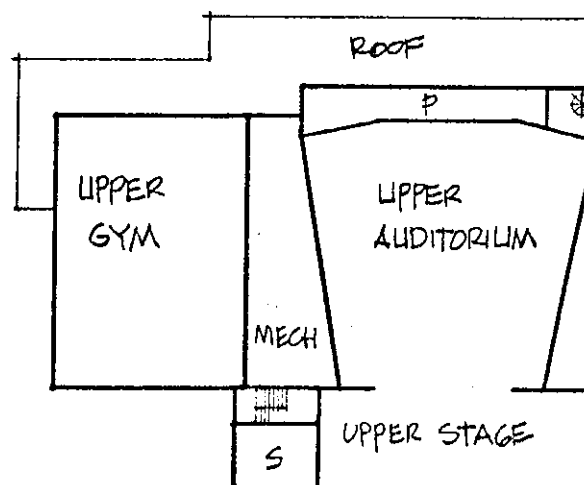 ROOF
P
UPPER
GYM
UPPER
AUDITORIUM
MECH
UPPER STAGE
S